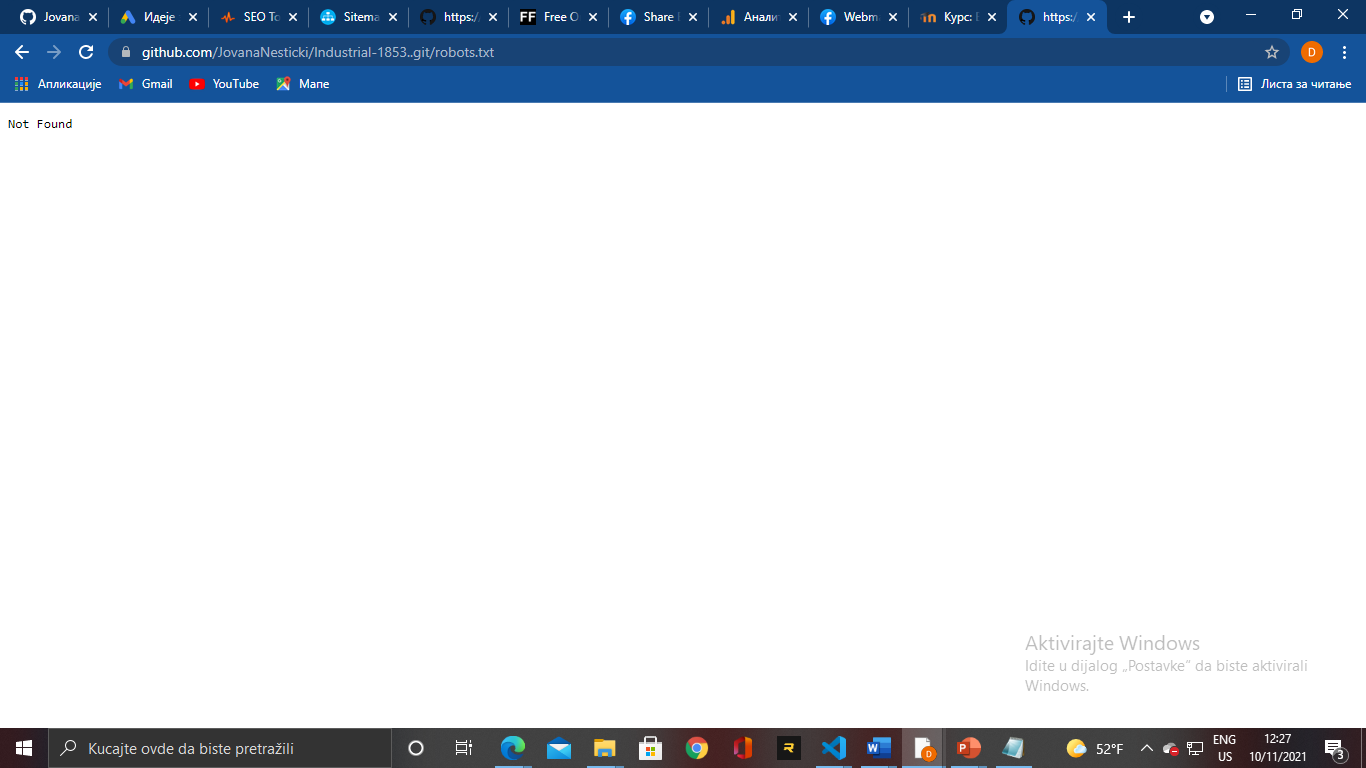 Jovana
Идеје
SEO To
Sitema
https:/
Free O
Share
Анали
Webm
Курс:
https:/
github.com/JovanaNesticki/Industrial-1853..git/robots.txt
D
Апликације
Gmail
YouTube
Мапе
Листа за читање
Not Found
Aktivirajte Windows
Idite u dijalog „Postavke“ da biste aktivirali
Windows.
Kucajte ovde da biste pretražili
52°F
ENG
US
12:27
10/11/2021
3